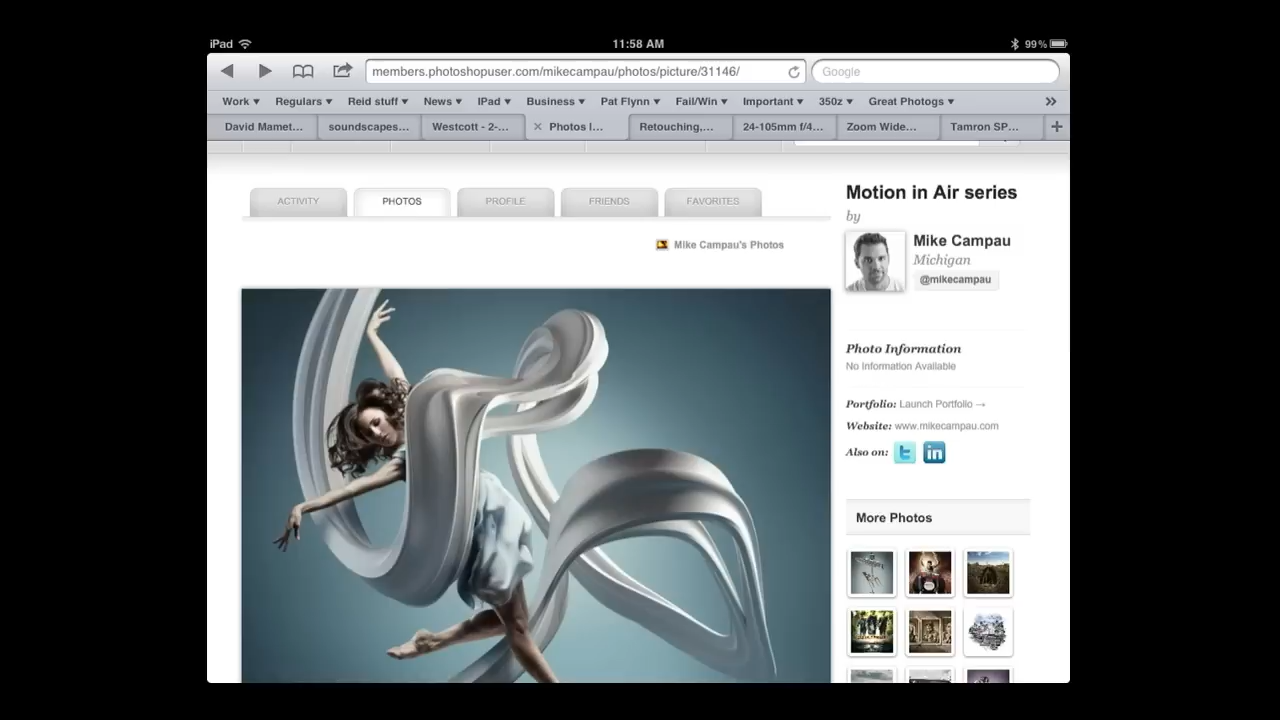 iPad 11:58 AM 99%
members.photoshopuser.com/mikecampau/photos/picture/31146/ Google
Work Regulars Reid stuff News IPad Business Pat Flynn Fail/Win Important 350z Great Photogs
David Mamet... soundscapes... Westcott - 2-... Photos I... Retouching,... 24-105mm f/4... Zoom Wide... Tamron SP...
ACTIVITY PHOTOS PROFILE FRIENDS FAVORITES
Mike Campau's Photos
Motion in Air series
by
Mike Campau
Michigan
@mikecampau
Photo Information
No Information Available
Portfolio: Launch Portfolio →
Website: www.mikecampau.com
Also on: t in
More Photos